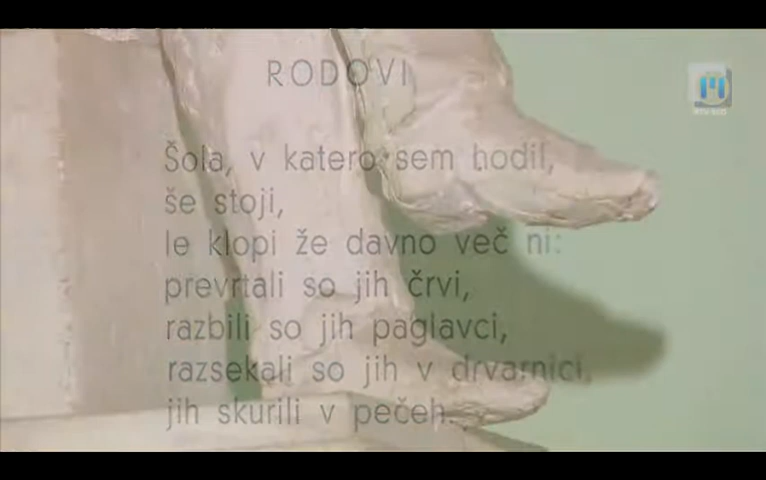 RODOVI
Šola, v katero sem hodil,
še stoji,
le klopi že davno več ni:
prevrtali so jih črvi,
razbili so jih paglavci,
razsekali so jih v drvarnici,
jih skurili v pečeh.